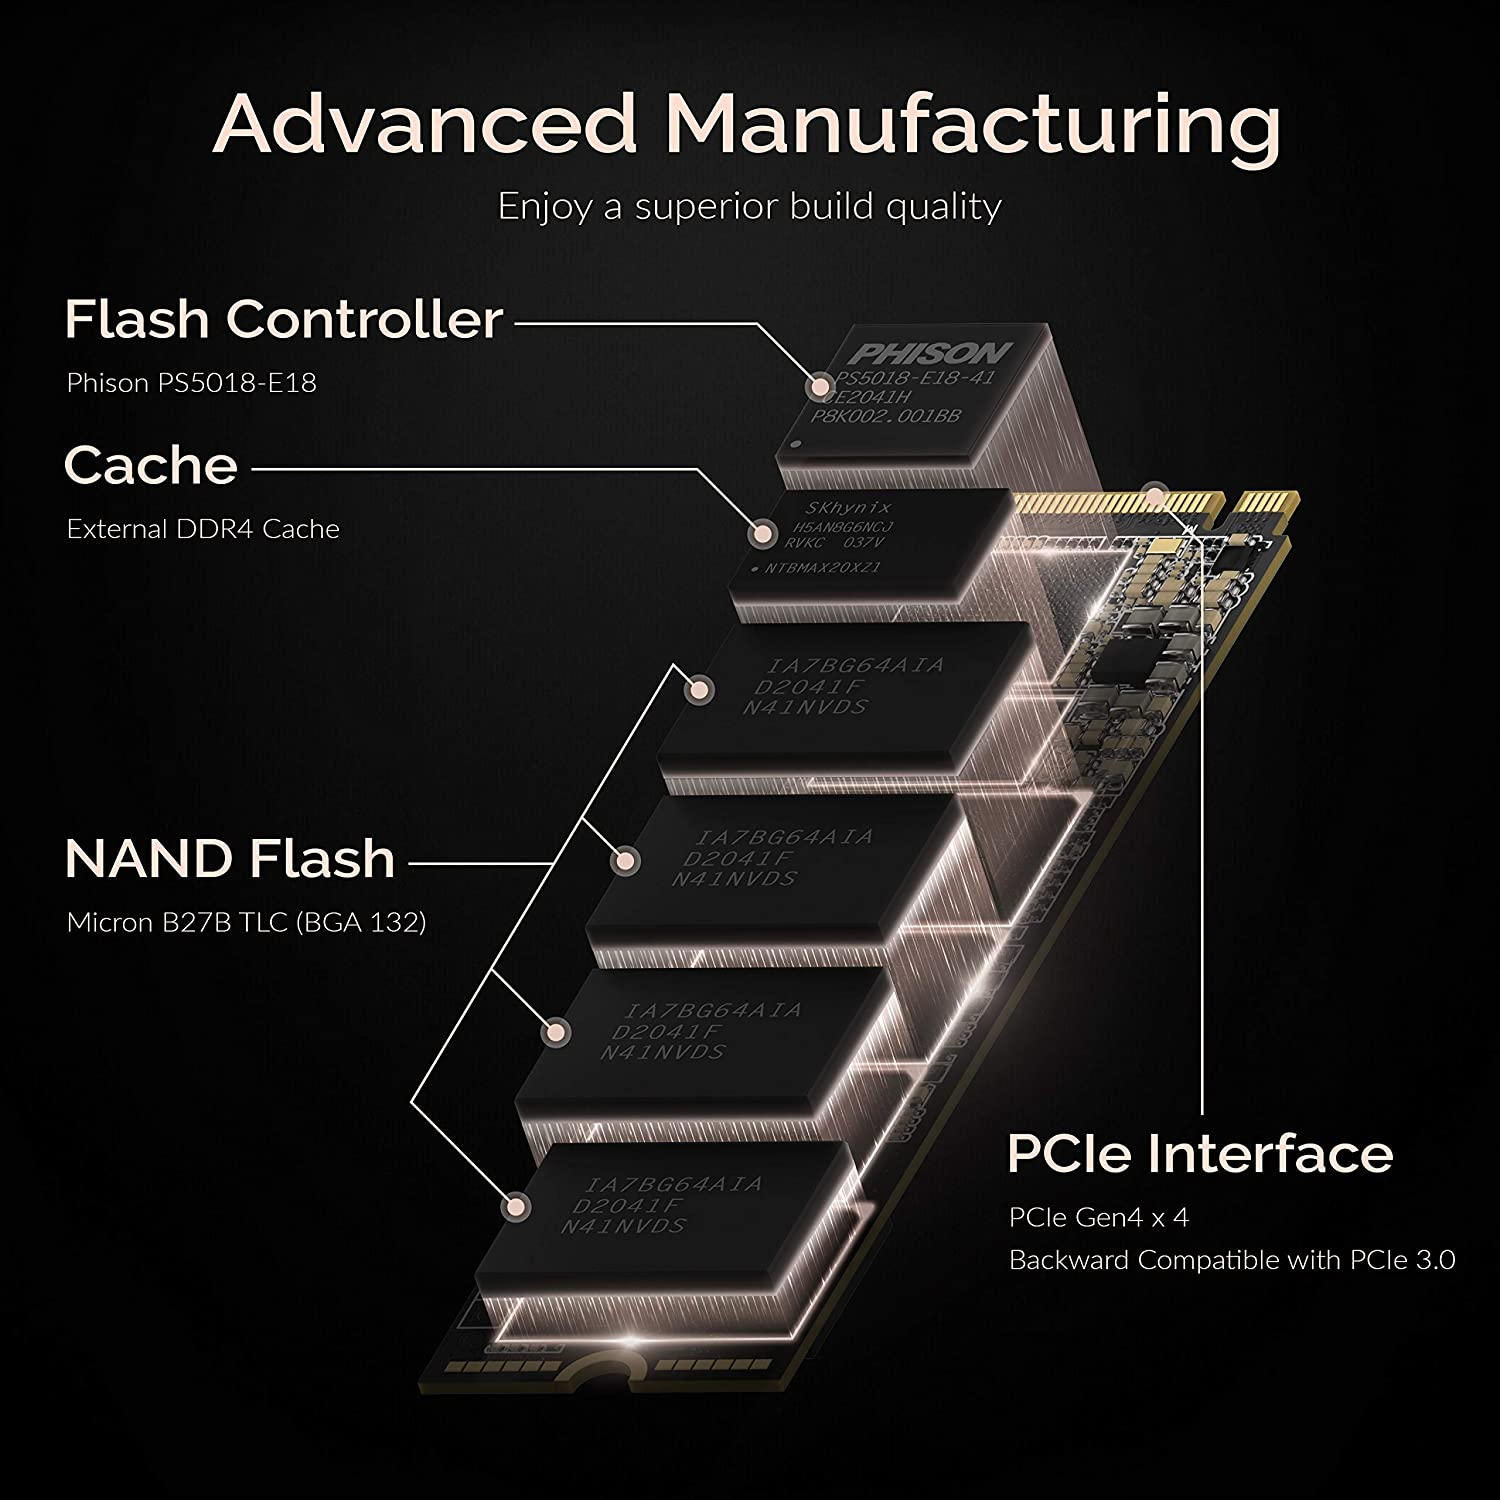 Advanced Manufacturing
Enjoy a superior build quality
Flash Controller
Phison PS5018-E18
PHISON
PS5018-E18-41
CE2041H
P8K002.001BB
Cache
External DDR4 Cache
SKhynix
H5AN8G6NCJ
RVKC 037V
NTBMAX20XZ1
IA7BG64AIA
D2041F
N41NVDS
NAND Flash
Micron B27B TLC (BGA 132)
IA7BG64AIA
D2041F
N41NVDS
IA7BG64AIA
D2041F
N41NVDS
IA7BG64AIA
D2041F
N41NVDS
PCIe Interface
PCIe Gen4 x 4
Backward Compatible with PCIe 3.0